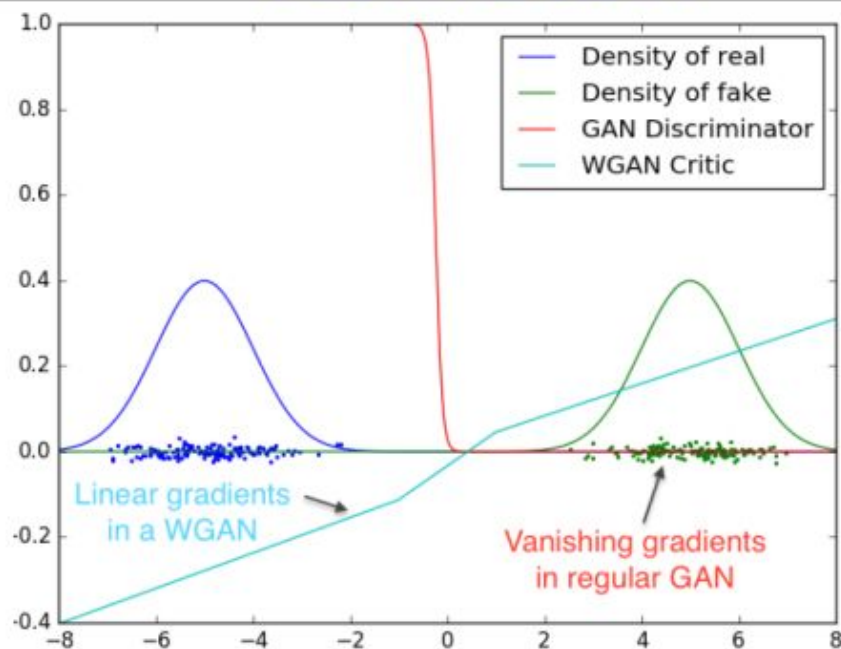 1.0
0.8
0.6
0.4
0.2
0.0
-0.2
-0.4
−8
−6
−4
−2
0
2
4
6
8
Density of real
Density of fake
GAN Discriminator
WGAN Critic
Linear gradients
in a WGAN
Vanishing gradients
in regular GAN